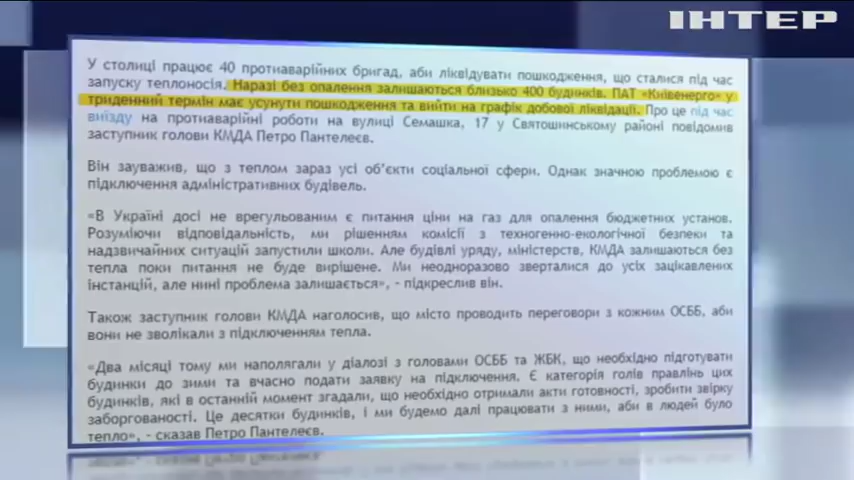 ІНТЕР
У столиці працює 40 протиаварійних бригад, аби ліквідувати пошкодження, що сталися під час
запуску теплоносія. Наразі без опалення залишаються близько 400 будинків. ПАТ «Київенерго» у
триденний термін має усунути пошкодження та вийти на графік добової ліквідації. Про це під час
виїзду на протиаварійні роботи на вулиці Семашка, 17 у Святошинському районі повідомив
заступник голови КМДА Петро Пантелеєв.
Він зауважив, що з теплом зараз усі об’єкти соціальної сфери. Однак значною проблемою є
підключення адміністративних будівель.
«В Україні досі не врегульованим є питання ціни на газ для опалення бюджетних установ.
Розуміючи відповідальність, ми рішенням комісії з техногенно-екологічної безпеки та
надзвичайних ситуацій запустили школи. Але будівлі уряду, міністерств, КМДА залишаються без
тепла поки питання не буде вирішене. Ми неодноразово зверталися до усіх зацікавлених
інстанцій, але нині проблема залишається», - підкреслив він.
Також заступник голови КМДА наголосив, що місто проводить переговори з кожним ОСББ, аби
вони не зволікали з підключенням тепла.
«Два місяці тому ми наполягали у діалозі з головами ОСББ та ЖБК, що необхідно підготувати
будинки до зими та вчасно подати заявку на підключення. Є категорія голів правлінь цих
будинків, які в останній момент згадали, що необхідно отримали акти готовності, зробити звірку
заборгованості. Це десятки будинків, і ми будемо далі працювати з ними, аби в людей було
тепло», - сказав Петро Пантелеєв.